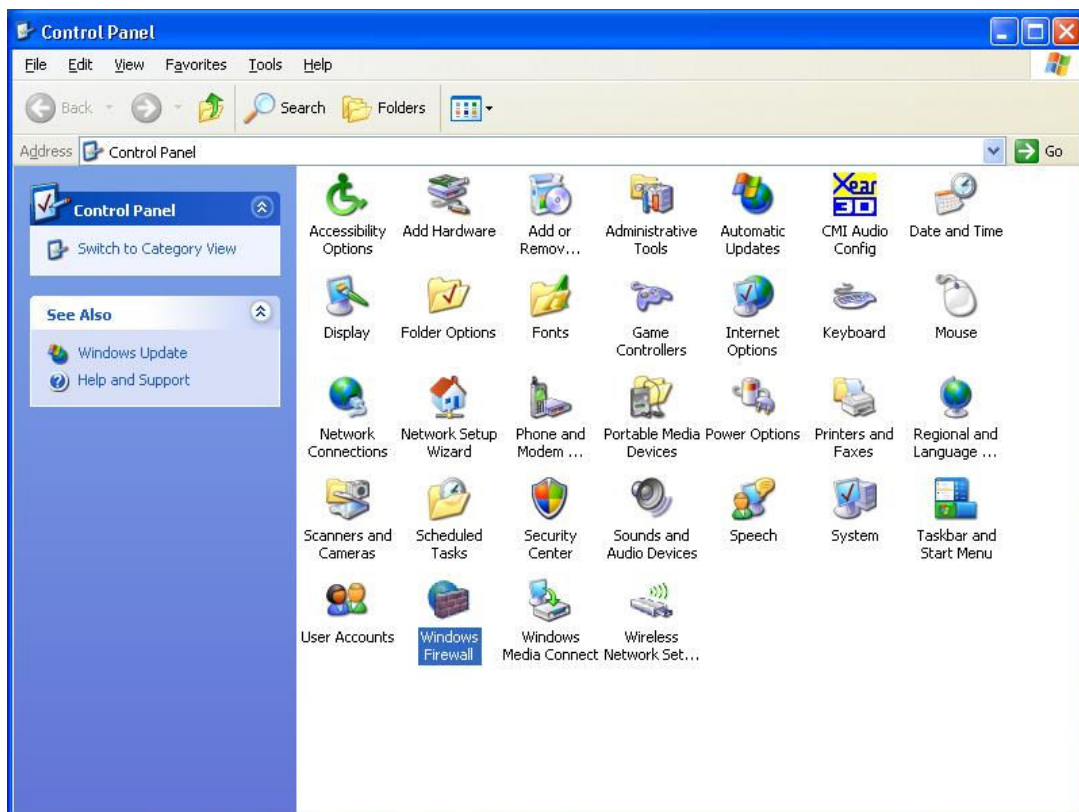 Control Panel
File Edit View Favorites Tools Help
Back Search Folders
Address Control Panel Go
Control Panel
Switch to Category View
See Also
Windows Update
Help and Support
Accessibility Add Hardware Add or Administrative Automatic CMI Audio Date and Time
Options Remov... Tools Updates Config
Xear
3D
Display Folder Options Fonts Game Internet Keyboard Mouse
Controllers Options
Network Network Setup Phone and Portable Media Power Options Printers and Regional and
Connections Wizard Modem ... Devices Faxes Language ...
Scanners and Scheduled Security Sounds and Speech System Taskbar and
Cameras Tasks Center Audio Devices Start Menu
User Accounts Windows Windows Wireless
Firewall Media Connect Network Set...